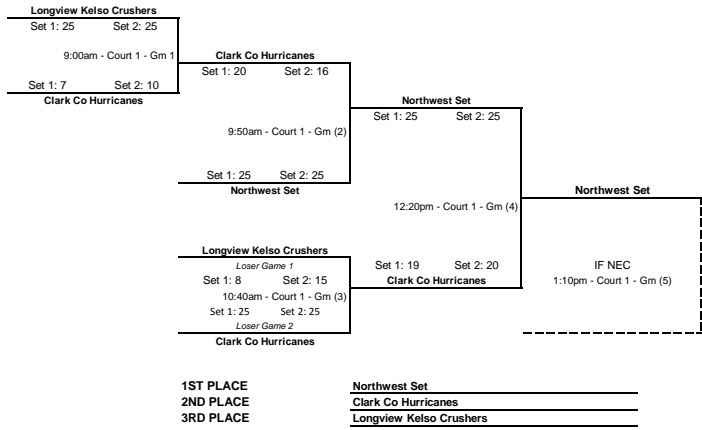 Longview Kelso Crushers
Set 1: 25 Set 2: 25
9:00am - Court 1 - Gm 1
Clark Co Hurricanes
Set 1: 20 Set 2: 16
Set 1: 7 Set 2: 10
Clark Co Hurricanes
Northwest Set
Set 1: 25 Set 2: 25
9:50am - Court 1 - Gm (2)
Set 1: 25 Set 2: 25
Northwest Set
Northwest Set
12:20pm - Court 1 - Gm (4)
Longview Kelso Crushers
Loser Game 1
Set 1: 19 Set 2: 20
IF NEC
Set 1: 8 Set 2: 15
Clark Co Hurricanes
1:10pm - Court 1 - Gm (5)
10:40am - Court 1 - Gm (3)
Set 1: 25 Set 2: 25
Loser Game 2
Clark Co Hurricanes
1ST PLACE Northwest Set
2ND PLACE Clark Co Hurricanes
3RD PLACE Longview Kelso Crushers